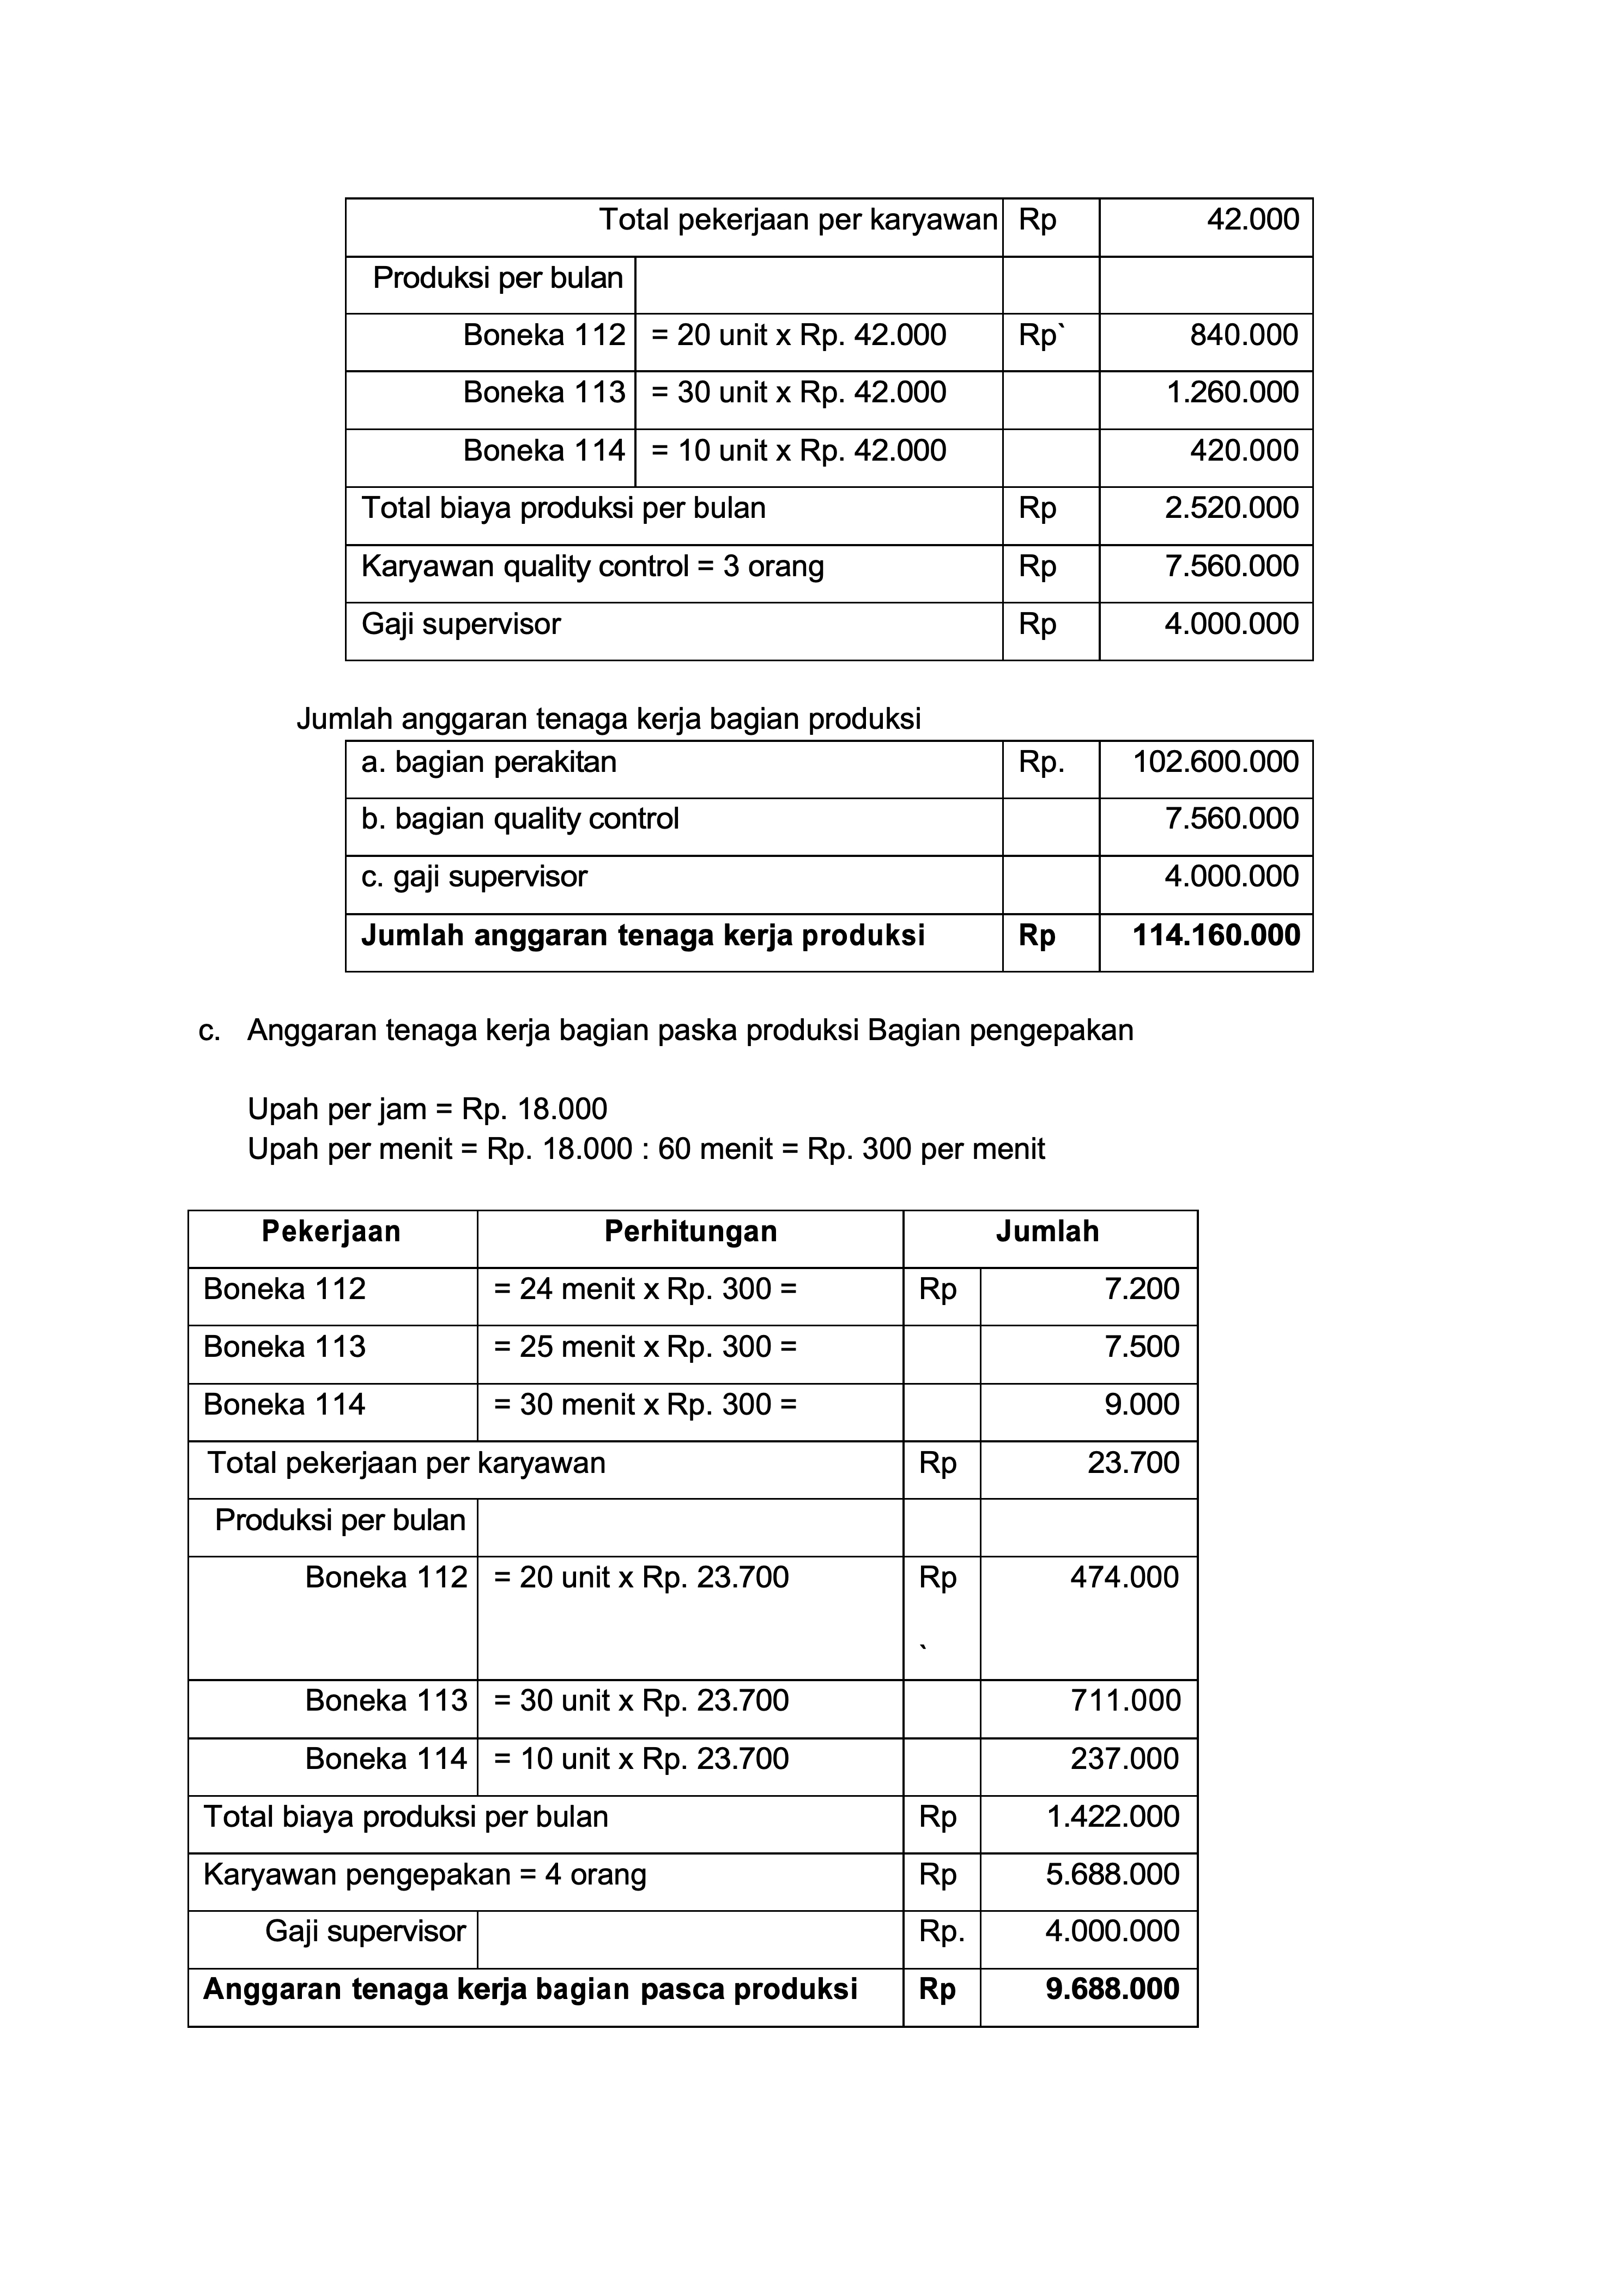 Total pekerjaan per karyawan Rp 42.000
Produksi per bulan
Boneka 112 = 20 unit x Rp. 42.000 Rp` 840.000
Boneka 113 = 30 unit x Rp. 42.000 1.260.000
Boneka 114 = 10 unit x Rp. 42.000 420.000
Total biaya produksi per bulan Rp 2.520.000
Karyawan quality control = 3 orang Rp 7.560.000
Gaji supervisor Rp 4.000.000
Jumlah anggaran tenaga kerja bagian produksi
a. bagian perakitan Rp. 102.600.000
b. bagian quality control 7.560.000
c. gaji supervisor 4.000.000
Jumlah anggaran tenaga kerja produksi Rp 114.160.000
c. Anggaran tenaga kerja bagian paska produksi Bagian pengepakan
Upah per jam = Rp. 18.000
Upah per menit = Rp. 18.000 : 60 menit = Rp. 300 per menit
Pekerjaan Perhitungan Jumlah
Boneka 112 = 24 menit x Rp. 300 = Rp 7.200
Boneka 113 = 25 menit x Rp. 300 = 7.500
Boneka 114 = 30 menit x Rp. 300 = 9.000
Total pekerjaan per karyawan Rp 23.700
Produksi per bulan
Boneka 112 = 20 unit x Rp. 23.700 Rp 474.000
`
Boneka 113 = 30 unit x Rp. 23.700 711.000
Boneka 114 = 10 unit x Rp. 23.700 237.000
Total biaya produksi per bulan Rp 1.422.000
Karyawan pengepakan = 4 orang Rp 5.688.000
Gaji supervisor Rp. 4.000.000
Anggaran tenaga kerja bagian pasca produksi Rp 9.688.000